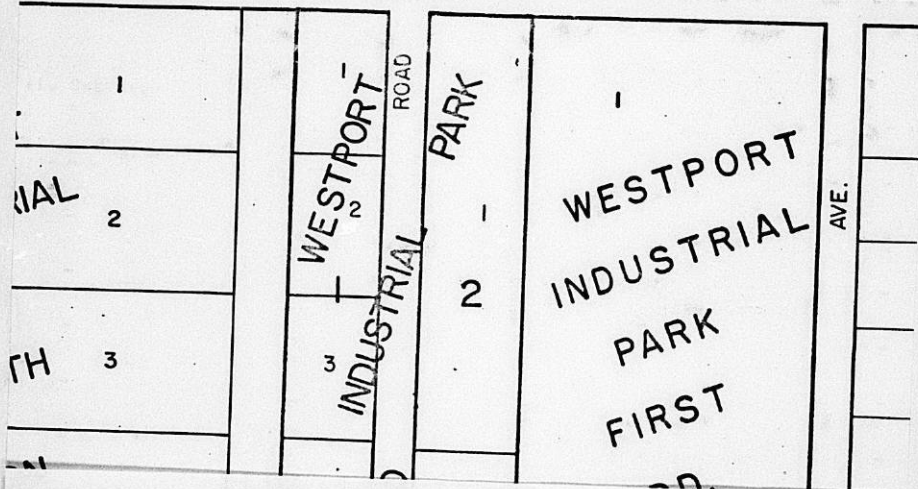 1
2
3
IAL
TH
1
2
3
WESTPORT
INDUSTRIAL
PARK
ROAD
1
2
1
WESTPORT
INDUSTRIAL
PARK
FIRST
AVE.